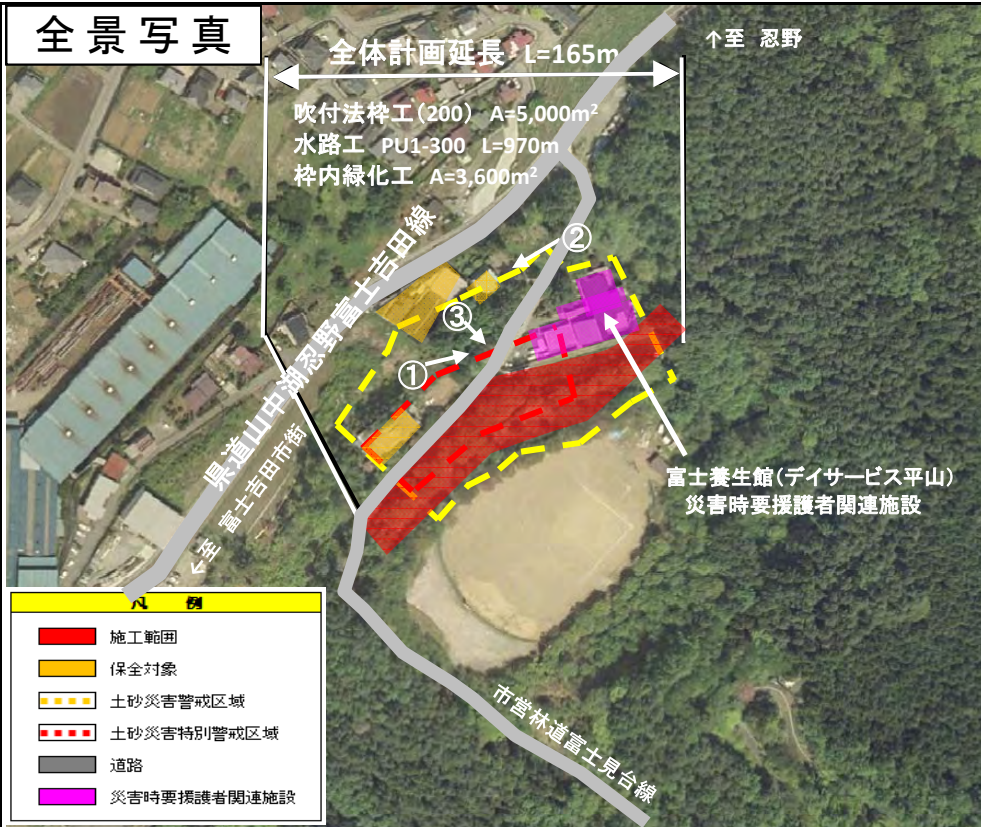 全景写真
全体計画延長 L=165m
↑至 忍野
吹付法枠工(200) A=5,000m²
水路工 PU1-300 L=970m
枠内緑化工 A=3,600m²
県道山中湖忍野富士吉田線
←至 富士吉田市街
②
③
①
富士養生館(デイサービス平山)
災害時要援護者関連施設
市営林道富士見台線
凡 例
施工範囲
保全対象
土砂災害警戒区域
土砂災害特別警戒区域
道路
災害時要援護者関連施設